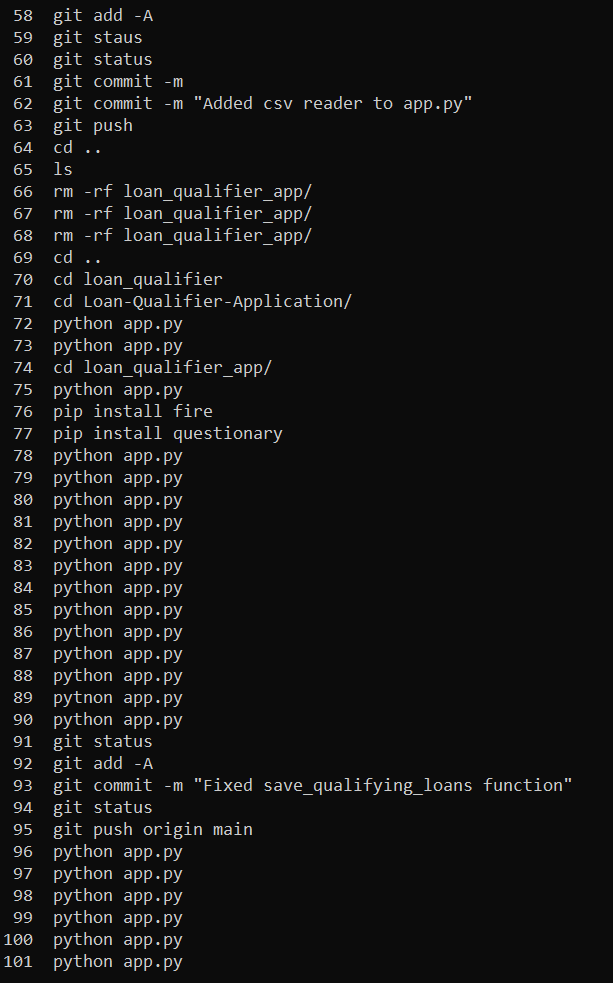 58 git add -A
59 git staus
60 git status
61 git commit -m
62 git commit -m "Added csv reader to app.py"
63 git push
64 cd ..
65 ls
66 rm -rf loan_qualifier_app/
67 rm -rf loan_qualifier_app/
68 rm -rf loan_qualifier_app/
69 cd ..
70 cd loan_qualifier
71 cd Loan-Qualifier-Application/
72 python app.py
73 python app.py
74 cd loan_qualifier_app/
75 python app.py
76 pip install fire
77 pip install questionary
78 python app.py
79 python app.py
80 python app.py
81 python app.py
82 python app.py
83 python app.py
84 python app.py
85 python app.py
86 python app.py
87 python app.py
88 python app.py
89 pytnon app.py
90 python app.py
91 git status
92 git add -A
93 git commit -m "Fixed save_qualifying_loans function"
94 git status
95 git push origin main
96 python app.py
97 python app.py
98 python app.py
99 python app.py
100 python app.py
101 python app.py